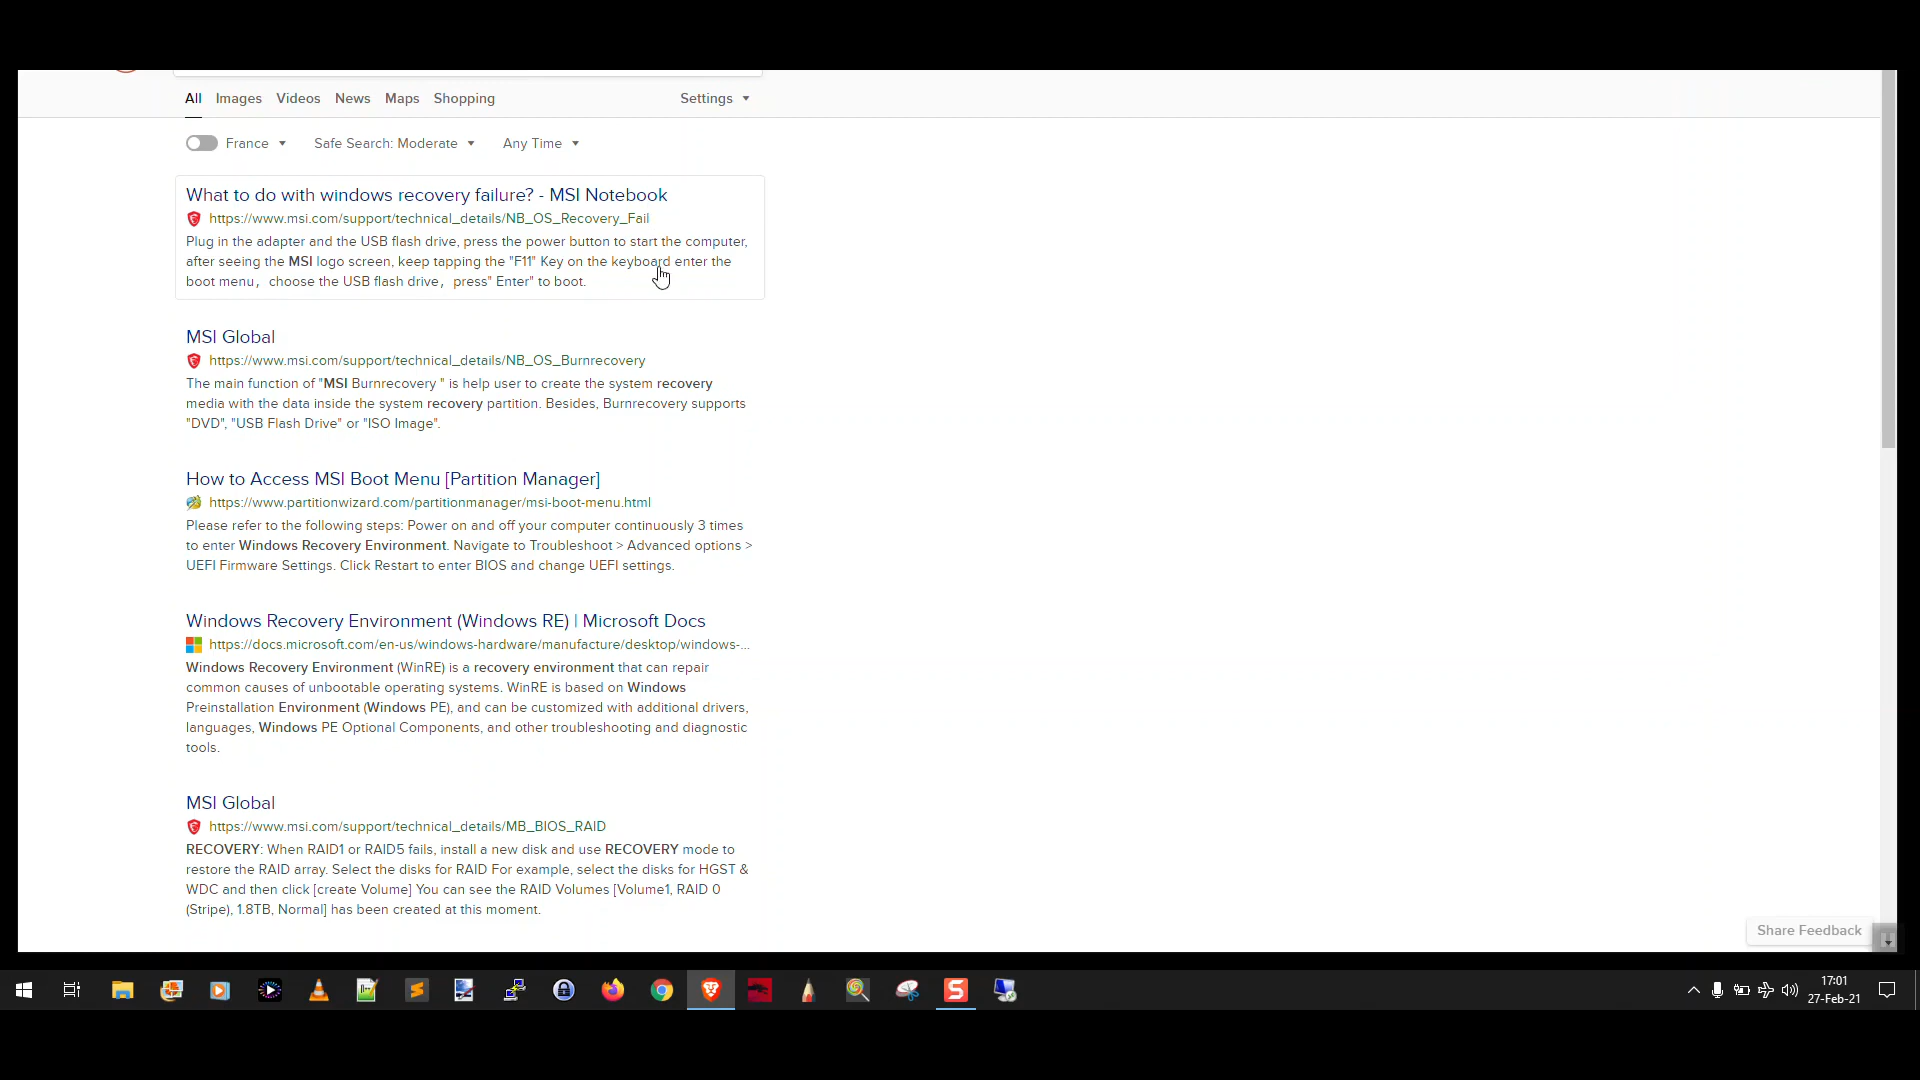 All Images Videos News Maps Shopping Settings
France Safe Search: Moderate Any Time
What to do with windows recovery failure? - MSI Notebook
https://www.msi.com/support/technical_details/NB_OS_Recovery_Fail
Plug in the adapter and the USB flash drive, press the power button to start the computer,
after seeing the MSI logo screen, keep tapping the "F11" Key on the keyboard enter the
boot menu，choose the USB flash drive，press" Enter" to boot.
MSI Global
https://www.msi.com/support/technical_details/NB_OS_Burnrecovery
The main function of "MSI Burnrecovery " is help user to create the system recovery
media with the data inside the system recovery partition. Besides, Burnrecovery supports
"DVD", "USB Flash Drive" or "ISO Image".
How to Access MSI Boot Menu [Partition Manager]
https://www.partitionwizard.com/partitionmanager/msi-boot-menu.html
Please refer to the following steps: Power on and off your computer continuously 3 times
to enter Windows Recovery Environment. Navigate to Troubleshoot > Advanced options >
UEFI Firmware Settings. Click Restart to enter BIOS and change UEFI settings.
Windows Recovery Environment (Windows RE) | Microsoft Docs
https://docs.microsoft.com/en-us/windows-hardware/manufacture/desktop/windows-...
Windows Recovery Environment (WinRE) is a recovery environment that can repair
common causes of unbootable operating systems. WinRE is based on Windows
Preinstallation Environment (Windows PE), and can be customized with additional drivers,
languages, Windows PE Optional Components, and other troubleshooting and diagnostic
tools.
MSI Global
https://www.msi.com/support/technical_details/MB_BIOS_RAID
RECOVERY: When RAID1 or RAID5 fails, install a new disk and use RECOVERY mode to
restore the RAID array. Select the disks for RAID For example, select the disks for HGST &
WDC and then click [create Volume] You can see the RAID Volumes [Volume1, RAID 0
(Stripe), 1.8TB, Normal] has been created at this moment.
Share Feedback
17:01
27-Feb-21